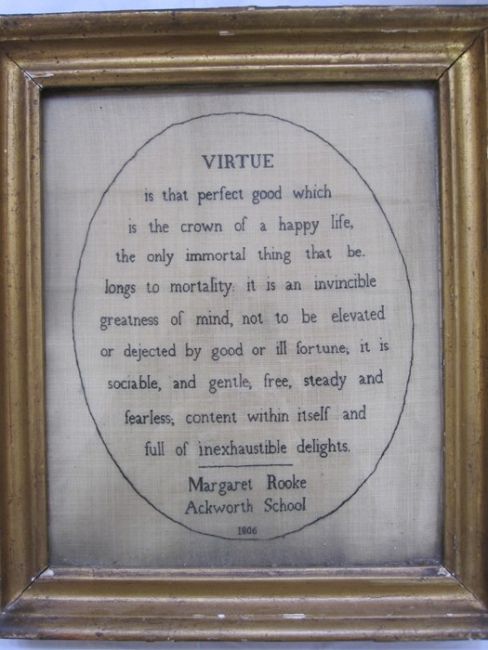 VIRTUE
is that perfect good which
is the crown of a happy life,
the only immortal thing that be.
longs to mortality: it is an invincible
greatness of mind, not to be elevated
or dejected by good or ill fortune; it is
sociable, and gentle, free, steady and
fearless; content within itself and
full of inexhaustible delights.
Margaret Rooke
Ackworth School
1806